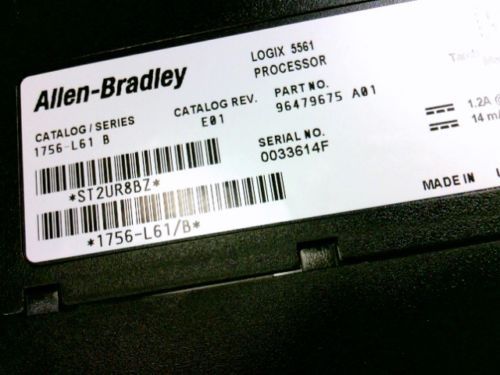 Allen-Bradley
LOGIX 5561
PROCESSOR
CATALOG / SERIES
1756-L61 B
CATALOG REV.
E01
PART NO.
96479675 A01
SERIAL NO.
0033614F
*ST2UR8BZ*
*1756-L61/B*
1.2A
14 m
MADE IN